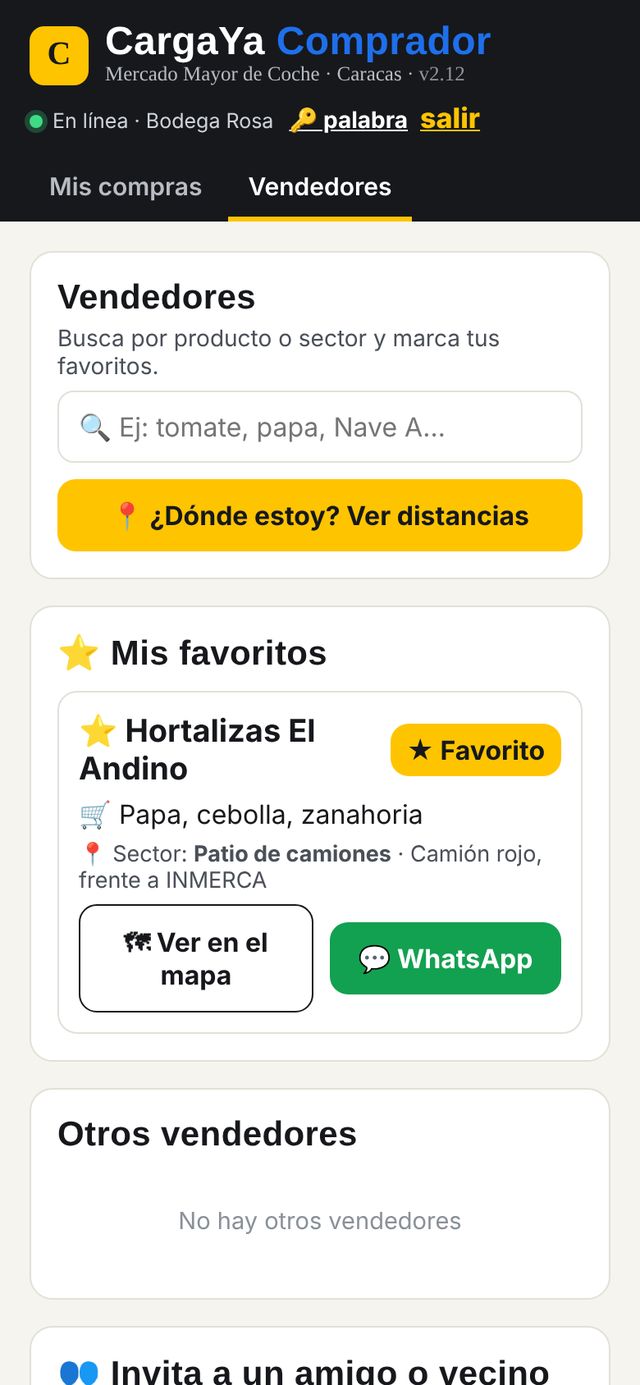 C
CargaYa Comprador
Mercado Mayor de Coche · Caracas · v2.12
En línea · Bodega Rosa 🔑 palabra salir
Mis compras Vendedores
Vendedores
Busca por producto o sector y marca tus
favoritos.
🔍 Ej: tomate, papa, Nave A...
📍 ¿Dónde estoy? Ver distancias
⭐ Mis favoritos
⭐ Hortalizas El
Andino
★ Favorito
🛒 Papa, cebolla, zanahoria
📍 Sector: Patio de camiones · Camión rojo,
frente a INMERCA
🗺 Ver en el
mapa
💬 WhatsApp
Otros vendedores
No hay otros vendedores
👥 Invita a un amigo o vecino